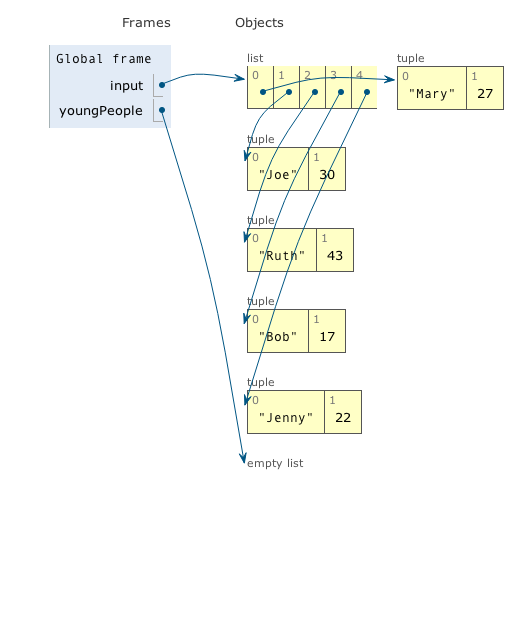 Frames Objects
Global frame
input
youngPeople
list
0 1 2 3 4
tuple
0 1
"Mary" 27
tuple
0 1
"Joe" 30
tuple
0 1
"Ruth" 43
tuple
0 1
"Bob" 17
tuple
0 1
"Jenny" 22
empty list